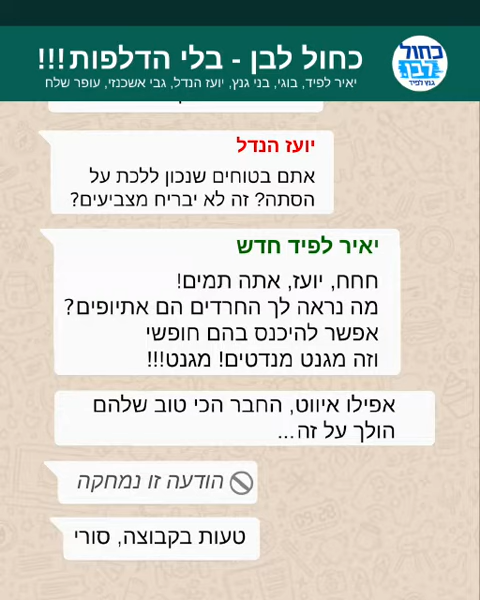 כחול לבן - בלי הדלפות!!!
יאיר לפיד, בוגי, בני גנץ, יועז הנדל, גבי אשכנזי, עופר שלח
כחול
לבן
גנץ לפיד
יועז הנדל
אתם בטוחים שנכון ללכת על
הסתה? זה לא יבריח מצביעים?
יאיר לפיד חדש
חחח, יועז, אתה תמים!
מה נראה לך החרדים הם אתיופים?
אפשר להיכנס בהם חופשי
וזה מגנט מנדטים! מגנט!!!
אפילו איווט, החבר הכי טוב שלהם
הולך על זה...
הודעה זו נמחקה
טעות בקבוצה, סורי